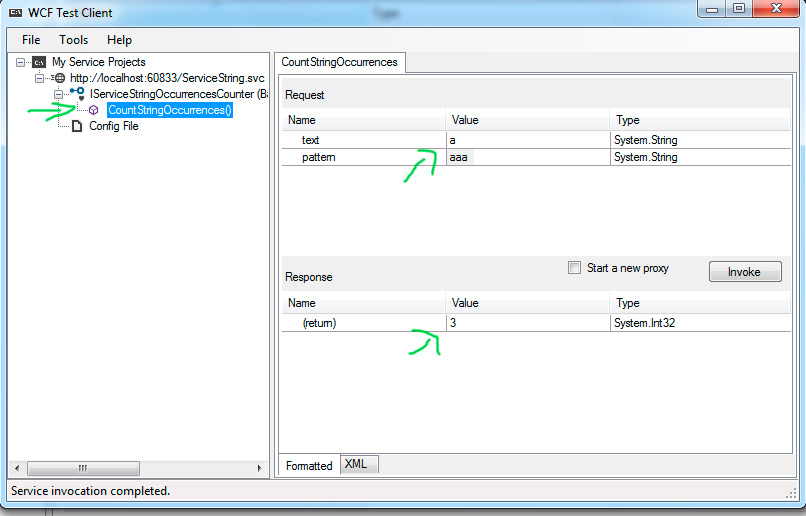 WCF Test Client
File Tools Help
My Service Projects
http://localhost:60833/ServiceString.svc
IServiceStringOccurrencesCounter (Ba
CountStringOccurrences()
Config File
CountStringOccurrences
Request
Name Value Type
text a System.String
pattern aaa System.String
Start a new proxy Invoke
Response
Name Value Type
(return) 3 System.Int32
Formatted XML
Service invocation completed.